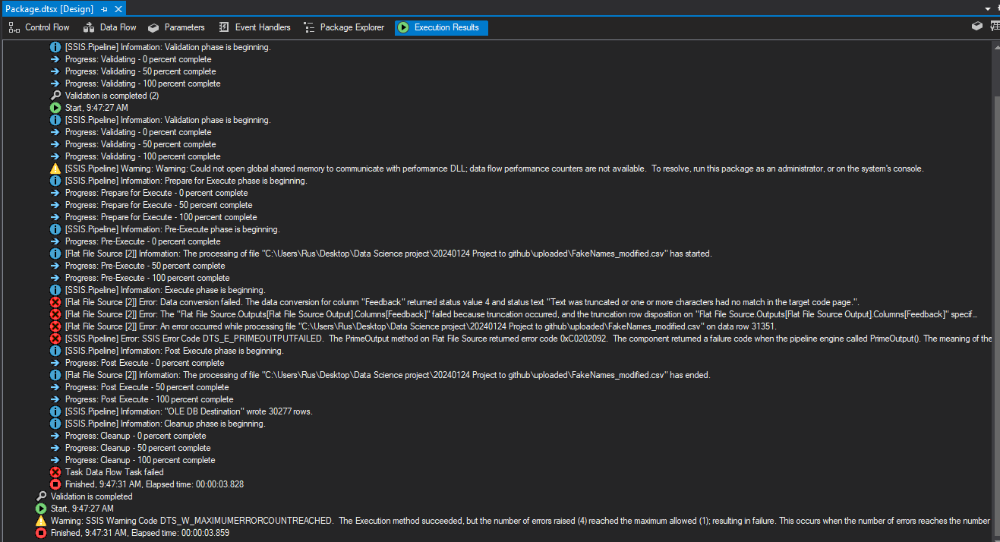 Package.dtsx [Design]
Control Flow Data Flow Parameters Event Handlers Package Explorer Execution Results
[SSIS.Pipeline] Information: Validation phase is beginning.
Progress: Validating - 0 percent complete
Progress: Validating - 50 percent complete
Progress: Validating - 100 percent complete
Validation is completed (2)
Start, 9:47:27 AM
[SSIS.Pipeline] Information: Validation phase is beginning.
Progress: Validating - 0 percent complete
Progress: Validating - 50 percent complete
Progress: Validating - 100 percent complete
[SSIS.Pipeline] Warning: Warning: Could not open global shared memory to communicate with performance DLL; data flow performance counters are not available.  To resolve, run this package as an administrator, or on the system's console.
[SSIS.Pipeline] Information: Prepare for Execute phase is beginning.
Progress: Prepare for Execute - 0 percent complete
Progress: Prepare for Execute - 50 percent complete
Progress: Prepare for Execute - 100 percent complete
[SSIS.Pipeline] Information: Pre-Execute phase is beginning.
Progress: Pre-Execute - 0 percent complete
[Flat File Source [2]] Information: The processing of file "C:\Users\Rus\Desktop\Data Science project\20240124 Project to github\uploaded\FakeNames_modified.csv" has started.
Progress: Pre-Execute - 50 percent complete
Progress: Pre-Execute - 100 percent complete
[SSIS.Pipeline] Information: Execute phase is beginning.
[Flat File Source [2]] Error: Data conversion failed. The data conversion for column "Feedback" returned status value 4 and status text "Text was truncated or one or more characters had no match in the target code page.".
[Flat File Source [2]] Error: The "Flat File Source.Outputs[Flat File Source Output].Columns[Feedback]" failed because truncation occurred, and the truncation row disposition on "Flat File Source.Outputs[Flat File Source Output].Columns[Feedback]" specif...
[Flat File Source [2]] Error: An error occurred while processing file "C:\Users\Rus\Desktop\Data Science project\20240124 Project to github\uploaded\FakeNames_modified.csv" on data row 31351.
[SSIS.Pipeline] Error: SSIS Error Code DTS_E_PRIMEOUTPUTFAILED.  The PrimeOutput method on Flat File Source returned error code 0xC0202092.  The component returned a failure code when the pipeline engine called PrimeOutput(). The meaning of the
[SSIS.Pipeline] Information: Post Execute phase is beginning.
Progress: Post Execute - 0 percent complete
[Flat File Source [2]] Information: The processing of file "C:\Users\Rus\Desktop\Data Science project\20240124 Project to github\uploaded\FakeNames_modified.csv" has ended.
Progress: Post Execute - 50 percent complete
Progress: Post Execute - 100 percent complete
[SSIS.Pipeline] Information: "OLE DB Destination" wrote 30277 rows.
[SSIS.Pipeline] Information: Cleanup phase is beginning.
Progress: Cleanup - 0 percent complete
Progress: Cleanup - 50 percent complete
Progress: Cleanup - 100 percent complete
Task Data Flow Task failed
Finished, 9:47:31 AM, Elapsed time: 00:00:03.828
Validation is completed
Start, 9:47:27 AM
Warning: SSIS Warning Code DTS_W_MAXIMUMERRORCOUNTREACHED.  The Execution method succeeded, but the number of errors raised (4) reached the maximum allowed (1); resulting in failure. This occurs when the number of errors reaches the number
Finished, 9:47:31 AM, Elapsed time: 00:00:03.859